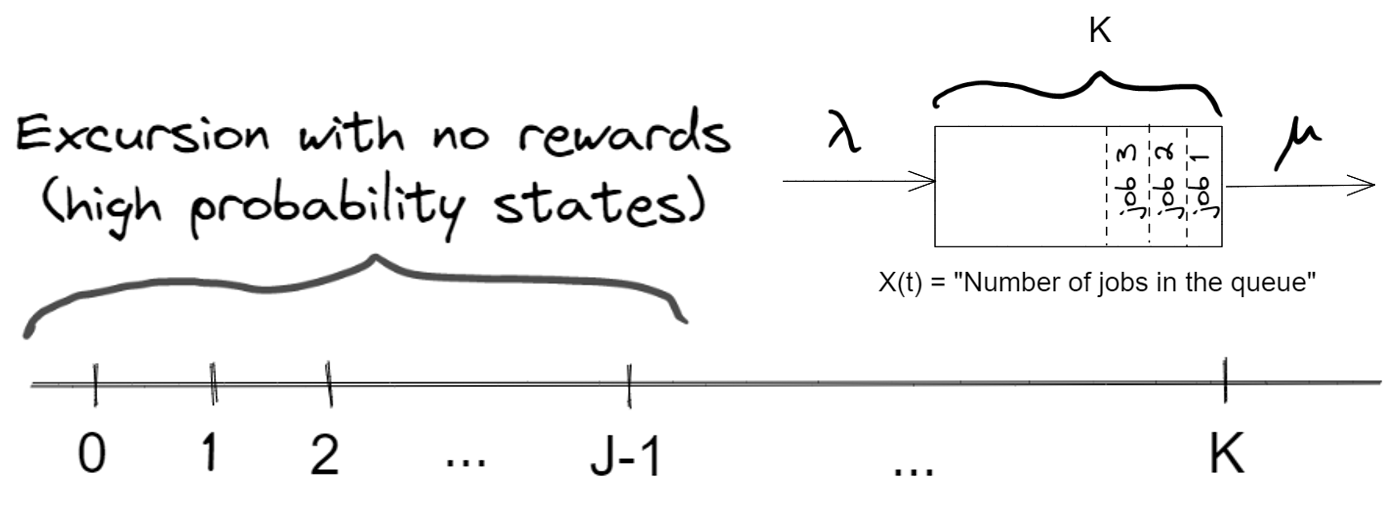 Excursion with no rewards
(high probability states)
0 1 2 ... J-1 ... K
K
λ
job 3
job 2
job 1
μ
X(t) = "Number of jobs in the queue"